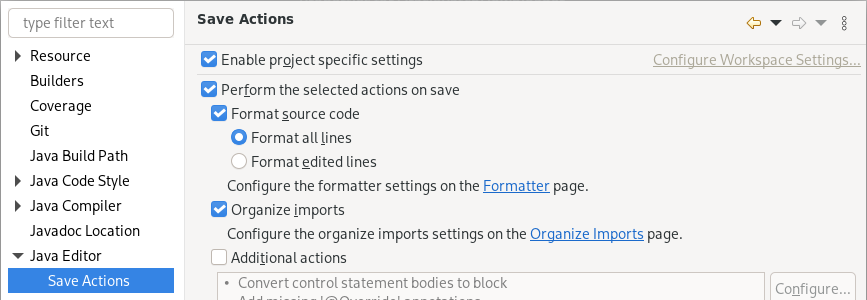 type filter text
Resource
Builders
Coverage
Git
Java Build Path
Java Code Style
Java Compiler
Javadoc Location
Java Editor
Save Actions
Save Actions
Enable project specific settings
Configure Workspace Settings...
Perform the selected actions on save
Format source code
Format all lines
Format edited lines
Configure the formatter settings on the Formatter page.
Organize imports
Configure the organize imports settings on the Organize Imports page.
Additional actions
• Convert control statement bodies to block
Configure...